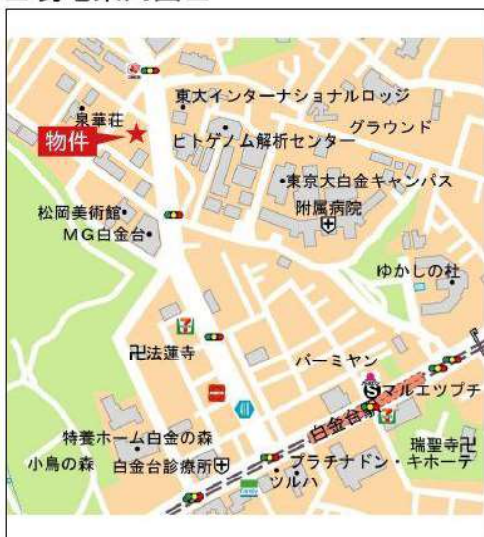 東大インターナショナルロッジ
泉華荘
グラウンド
物件
ヒトゲノム解析センター
東京大白金キャンパス
附属病院
松岡美術館
MG白金台
ゆかしの杜
卍法蓮寺
バーミヤン
マルエツプチ
白金台駅
特養ホーム白金の森
瑞聖寺卍
小鳥の森
白金台診療所
プラチナドン・キホーテ
ツルハ